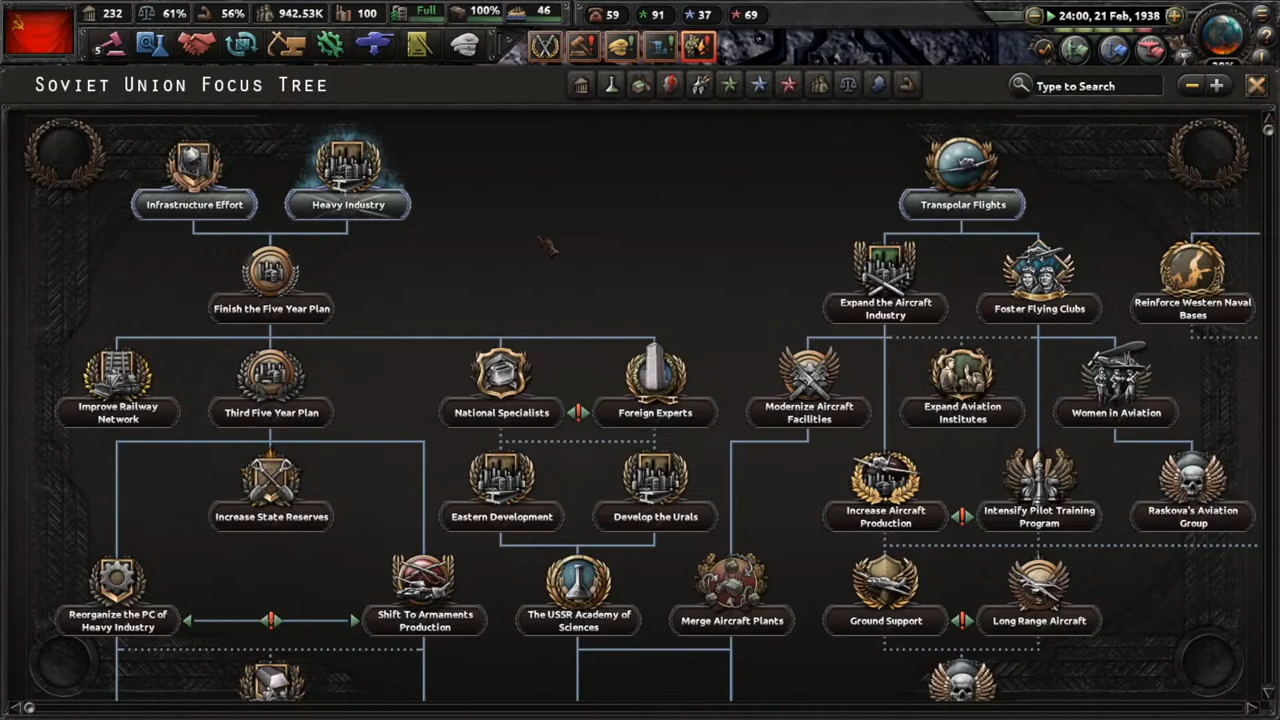 232 61% 56% 942.53K 100 Full 100% 46 59 91 37 69 24:00, 21 Feb, 1938
5
SOVIET UNION FOCUS TREE Type to Search
Infrastructure Effort Heavy Industry Transpolar Flights
Finish the Five Year Plan
Expand the Aircraft
Industry
Foster Flying Clubs
Reinforce Western Naval
Bases
Improve Railway
Network
Third Five Year Plan
National Specialists
Foreign Experts
Modernize Aircraft
Facilities
Expand Aviation
Institutes
Women in Aviation
Increase State Reserves
Eastern Development
Develop the Urals
Increase Aircraft
Production
Intensify Pilot Training
Program
Raskova's Aviation
Group
Reorganize the PC of
Heavy Industry
Shift To Armaments
Production
The USSR Academy of
Sciences
Merge Aircraft Plants
Ground Support
Long Range Aircraft